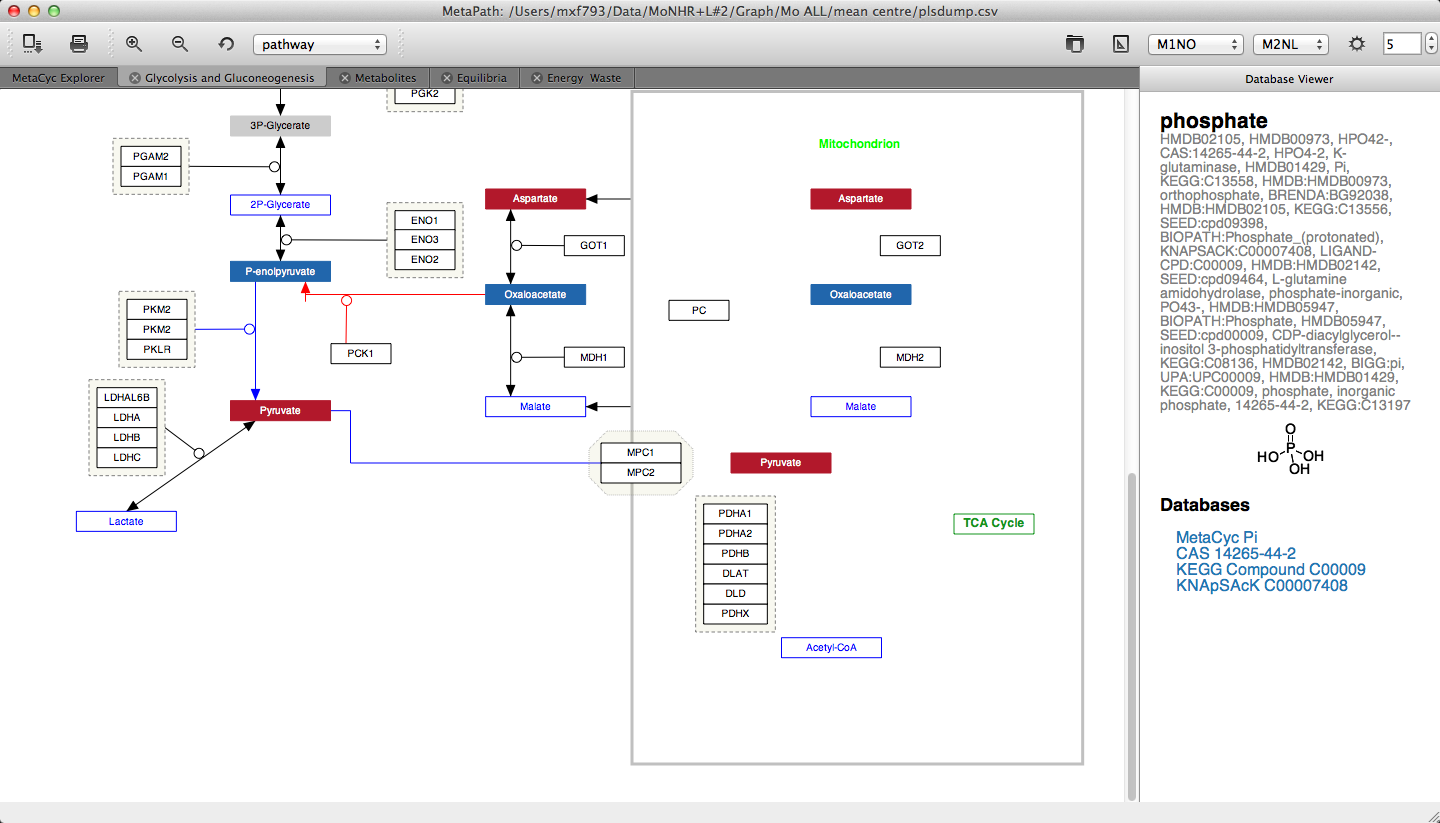 MetaPath: /Users/mxf793/Data/MoNHR+L#2/Graph/Mo ALL/mean centre/plsdump.csv
pathway
M1NO
M2NL
5
MetaCyc Explorer
Glycolysis and Gluconeogenesis
Metabolites
Equilibria
Energy Waste
Database Viewer
PGK2
3P-Glycerate
PGAM2
PGAM1
2P-Glycerate
ENO1
ENO3
ENO2
P-enolpyruvate
PKM2
PKM2
PKLR
PCK1
LDHAL6B
LDHA
LDHB
LDHC
Pyruvate
Lactate
Aspartate
GOT1
Oxaloacetate
MDH1
Malate
MPC1
MPC2
Mitochondrion
Aspartate
GOT2
Oxaloacetate
PC
MDH2
Malate
Pyruvate
PDHA1
PDHA2
PDHB
DLAT
DLD
PDHX
TCA Cycle
Acetyl-CoA
phosphate
HMDB02105, HMDB00973, HPO42-,
CAS:14265-44-2, HPO4-2, K-
glutaminase, HMDB01429, Pi,
KEGG:C13558, HMDB:HMDB00973,
orthophosphate, BRENDA:BG92038,
HMDB:HMDB02105, KEGG:C13556,
SEED:cpd09398,
BIOPATH:Phosphate_(protonated),
KNAPSACK:C00007408, LIGAND-
CPD:C00009, HMDB:HMDB02142,
SEED:cpd09464, L-glutamine
amidohydrolase, phosphate-inorganic,
PO43-, HMDB:HMDB05947,
BIOPATH:Phosphate, HMDB05947,
SEED:cpd00009, CDP-diacylglycerol--
inositol 3-phosphatidyltransferase,
KEGG:C08136, HMDB02142, BIGG:pi,
UPA:UPC00009, HMDB:HMDB01429,
KEGG:C00009, phosphate, inorganic
phosphate, 14265-44-2, KEGG:C13197
O
P
HO OH
OH
Databases
MetaCyc Pi
CAS 14265-44-2
KEGG Compound C00009
KNApSAcK C00007408